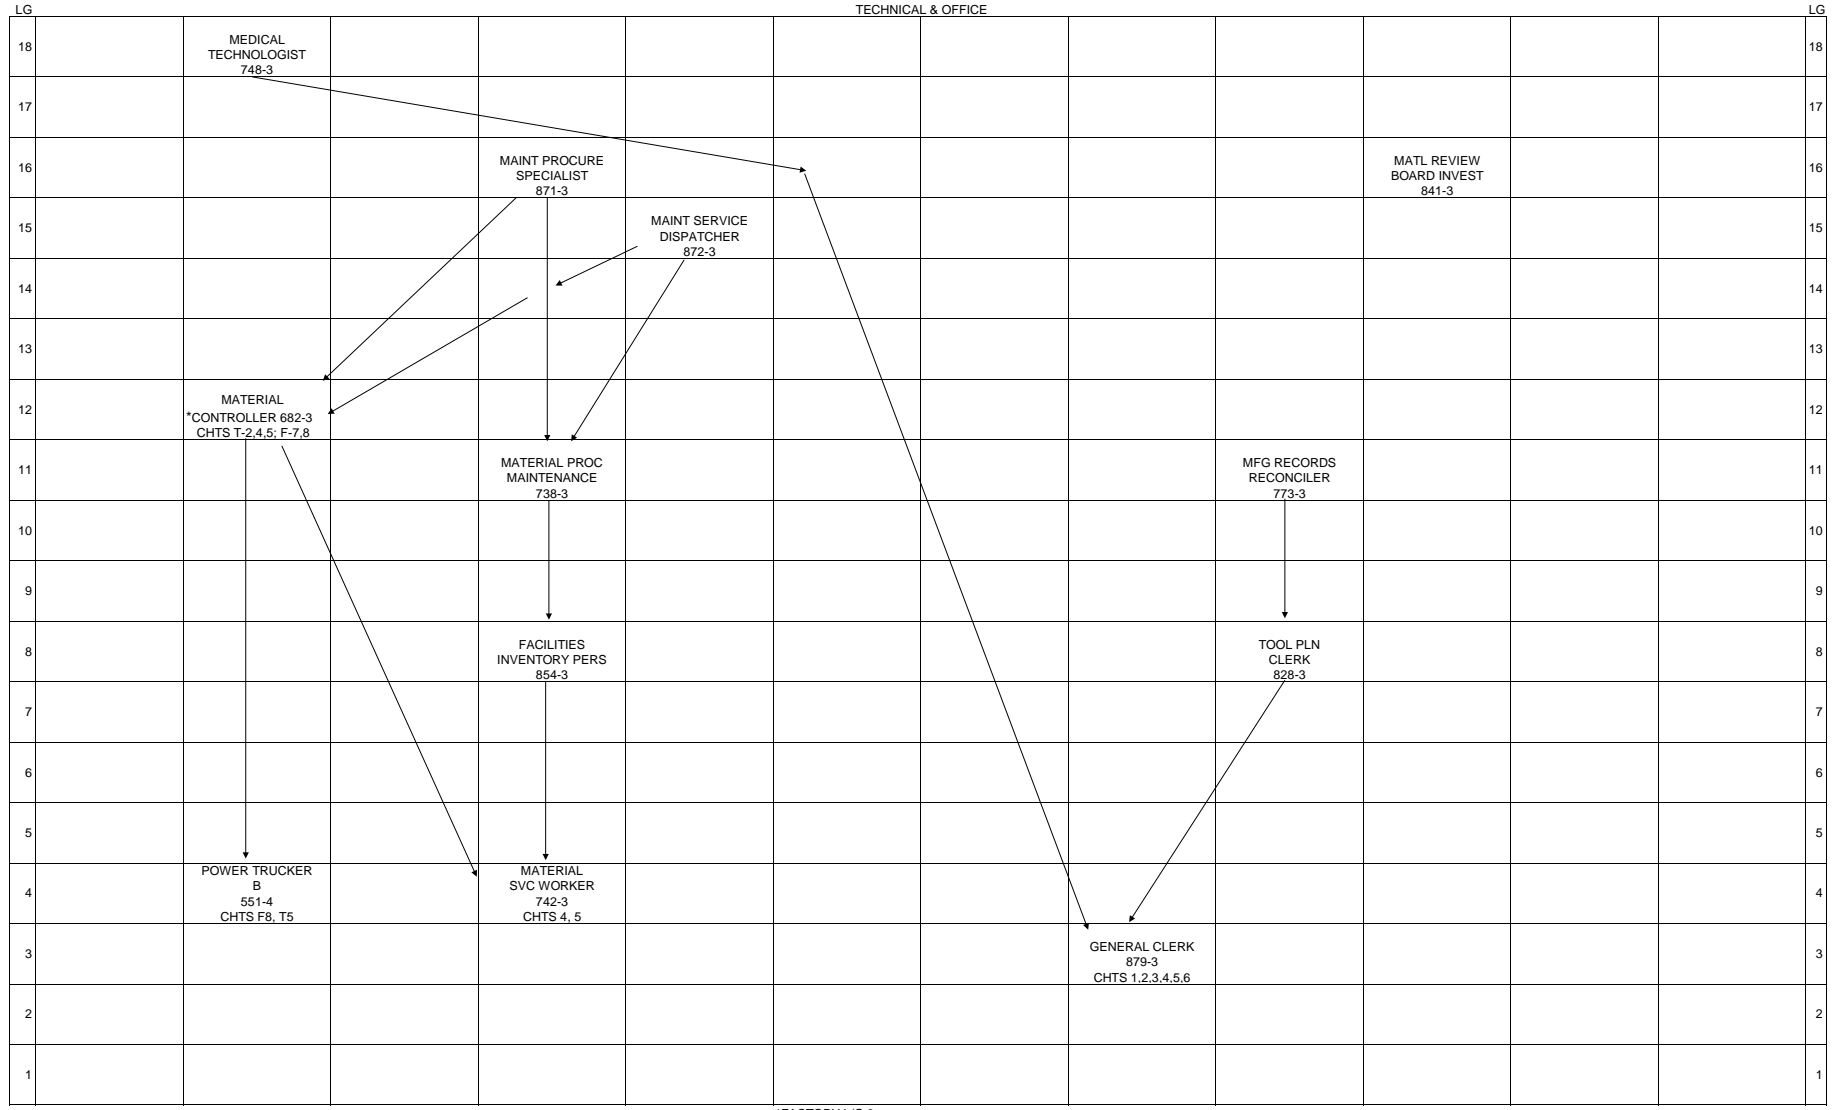 LG TECHNICAL & OFFICE LG
18 MEDICAL 18
TECHNOLOGIST
748-3
17 17
16 MAINT PROCURE MATL REVIEW 16
SPECIALIST BOARD INVEST
871-3 841-3
15 MAINT SERVICE 15
DISPATCHER
872-3
14 14
13 13
12 MATERIAL 12
*CONTROLLER 682-3
CHTS T-2,4,5; F-7,8
11 MATERIAL PROC MFG RECORDS 11
MAINTENANCE RECONCILER
738-3 773-3
10 10
9 9
8 FACILITIES TOOL PLN 8
INVENTORY PERS CLERK
854-3 828-3
7 7
6 6
5 5
4 POWER TRUCKER MATERIAL 4
B SVC WORKER
551-4 742-3
CHTS F8, T5 CHTS 4, 5
3 GENERAL CLERK 3
879-3
CHTS 1,2,3,4,5,6
2 2
1 1